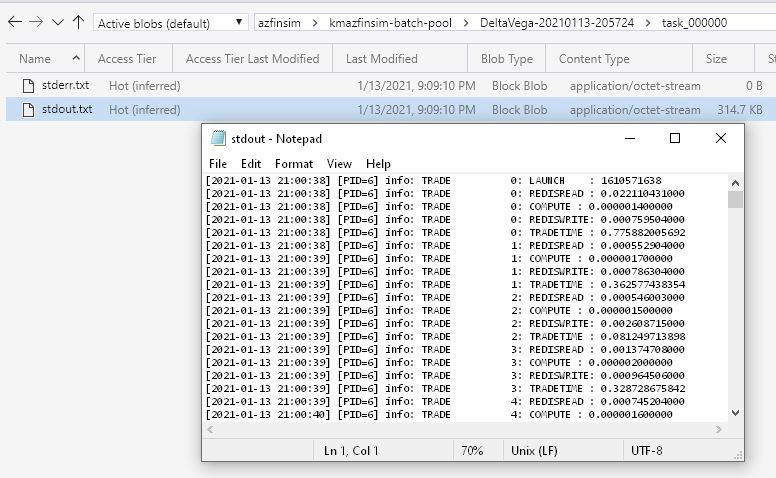 Active blobs (default) azfinsim > kmazfinsim-batch-pool > DeltaVega-20210113-205724 > task_000000
Name Access Tier Access Tier Last Modified Last Modified Blob Type Content Type Size St
stderr.txt Hot (inferred) 1/13/2021, 9:09:10 PM Block Blob application/octet-stream 0 B
stdout.txt Hot (inferred) 1/13/2021, 9:09:10 PM Block Blob application/octet-stream 314.7 KB
stdout - Notepad
File Edit Format View Help
[2021-01-13 21:00:38] [PID=6] info: TRADE 0: LAUNCH : 1610571638
[2021-01-13 21:00:38] [PID=6] info: TRADE 0: REDISREAD : 0.022110431000
[2021-01-13 21:00:38] [PID=6] info: TRADE 0: COMPUTE : 0.000001400000
[2021-01-13 21:00:38] [PID=6] info: TRADE 0: REDISWRITE: 0.000759504000
[2021-01-13 21:00:38] [PID=6] info: TRADE 0: TRADETIME : 0.775882005692
[2021-01-13 21:00:38] [PID=6] info: TRADE 1: REDISREAD : 0.000552904000
[2021-01-13 21:00:39] [PID=6] info: TRADE 1: COMPUTE : 0.000001700000
[2021-01-13 21:00:39] [PID=6] info: TRADE 1: REDISWRITE: 0.000786304000
[2021-01-13 21:00:39] [PID=6] info: TRADE 1: TRADETIME : 0.362577438354
[2021-01-13 21:00:39] [PID=6] info: TRADE 2: REDISREAD : 0.000546003000
[2021-01-13 21:00:39] [PID=6] info: TRADE 2: COMPUTE : 0.000001500000
[2021-01-13 21:00:39] [PID=6] info: TRADE 2: REDISWRITE: 0.002608715000
[2021-01-13 21:00:39] [PID=6] info: TRADE 2: TRADETIME : 0.081249713898
[2021-01-13 21:00:39] [PID=6] info: TRADE 3: REDISREAD : 0.001374708000
[2021-01-13 21:00:39] [PID=6] info: TRADE 3: COMPUTE : 0.000002000000
[2021-01-13 21:00:39] [PID=6] info: TRADE 3: REDISWRITE: 0.000964506000
[2021-01-13 21:00:39] [PID=6] info: TRADE 3: TRADETIME : 0.328728675842
[2021-01-13 21:00:39] [PID=6] info: TRADE 4: REDISREAD : 0.000745204000
[2021-01-13 21:00:40] [PID=6] info: TRADE 4: COMPUTE : 0.000001600000
Ln 1, Col 1 70% Unix (LF) UTF-8